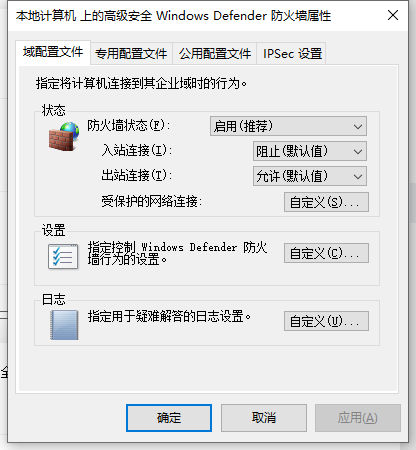 本地计算机 上的高级安全 Windows Defender 防火墙属性
域配置文件 专用配置文件 公用配置文件 IPSec 设置
指定将计算机连接到其企业域时的行为。
状态
防火墙状态(F): 启用(推荐)
入站连接(I): 阻止(默认值)
出站连接(I): 允许(默认值)
受保护的网络连接: 自定义(S)...
设置
指定控制 Windows Defender 防火
墙行为的设置。
自定义(C)...
日志
指定用于疑难解答的日志设置。 自定义(U)...
确定 取消 应用(A)